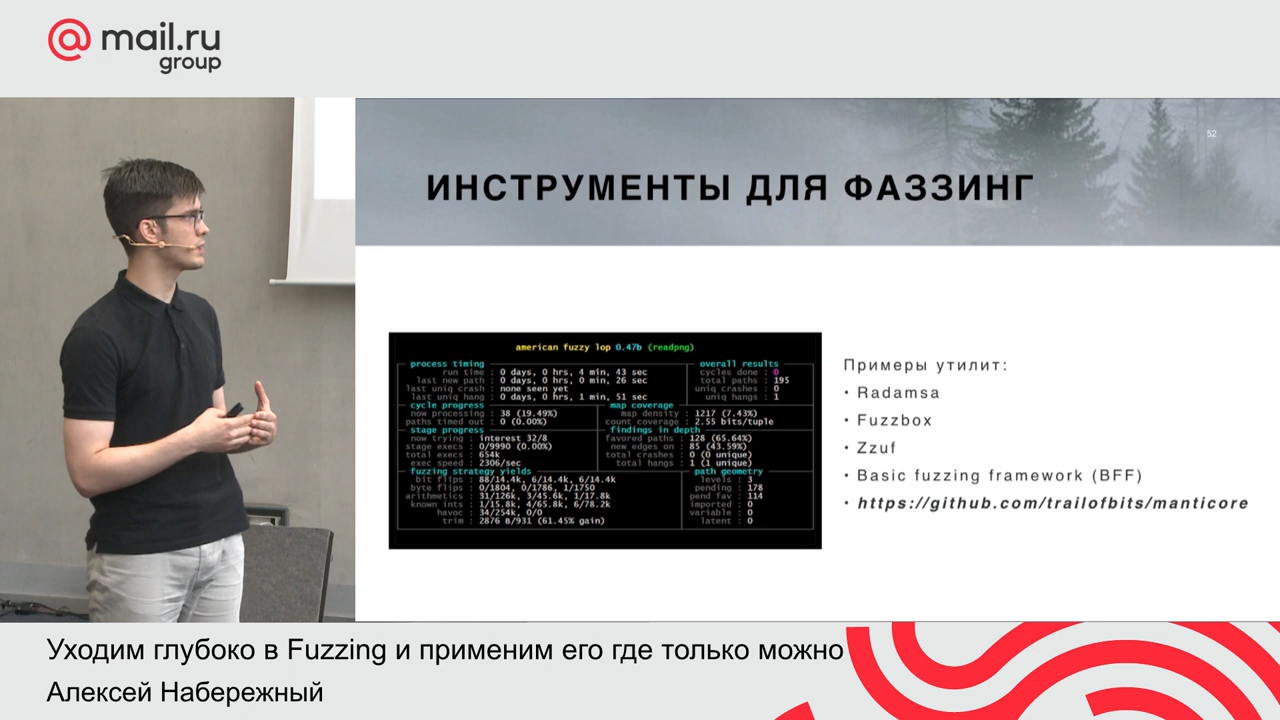 @ mail.ru
group
52
ИНСТРУМЕНТЫ ДЛЯ ФАЗЗИНГ
american fuzzy lop 0.47b (readpng)
process timing
run time : 0 days, 0 hrs, 4 min, 43 sec
last new path : 0 days, 0 hrs, 0 min, 26 sec
last uniq crash : none seen yet
last uniq hang : 0 days, 0 hrs, 1 min, 51 sec
overall results
cycles done : 0
total paths : 195
uniq crashes : 0
uniq hangs : 1
cycle progress
now processing : 38 (19.49%)
paths timed out : 0 (0.00%)
map coverage
map density : 1217 (7.43%)
count coverage : 2.55 bits/tuple
stage progress
now trying : interest 32/8
stage execs : 0/9990 (0.00%)
total execs : 654k
exec speed : 2306/sec
findings in depth
favored paths : 128 (65.64%)
new edges on : 85 (43.59%)
total crashes : 0 (0 unique)
total hangs : 1 (1 unique)
fuzzing strategy yields
bit flips : 88/14.4k, 6/14.4k, 6/14.4k
byte flips : 0/1804, 0/1786, 1/1750
arithmetics : 31/126k, 3/45.6k, 1/17.8k
known ints : 1/15.8k, 4/65.8k, 6/78.2k
havoc : 34/254k, 0/0
trim : 2876 B/931 (61.45% gain)
path geometry
levels : 3
pending : 178
pend fav : 114
imported : 0
variable : 0
latent : 0
Примеры утилит:
• Radamsa
• Fuzzbox
• Zzuf
• Basic fuzzing framework (BFF)
• https://github.com/trailofbits/manticore
Уходим глубоко в Fuzzing и применим его где только можно
Алексей Набережный